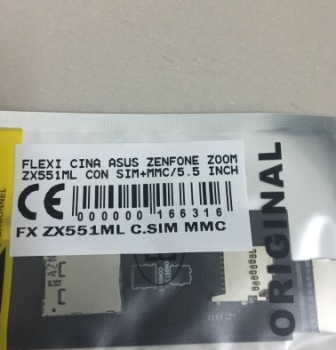 FLEXI CINA ASUS ZENFONE ZOOM
ZX551ML CON SIM+MMC/5.5 INCH
CE
000000 166316
FX ZX551ML C.SIM MMC
ORIGINAL